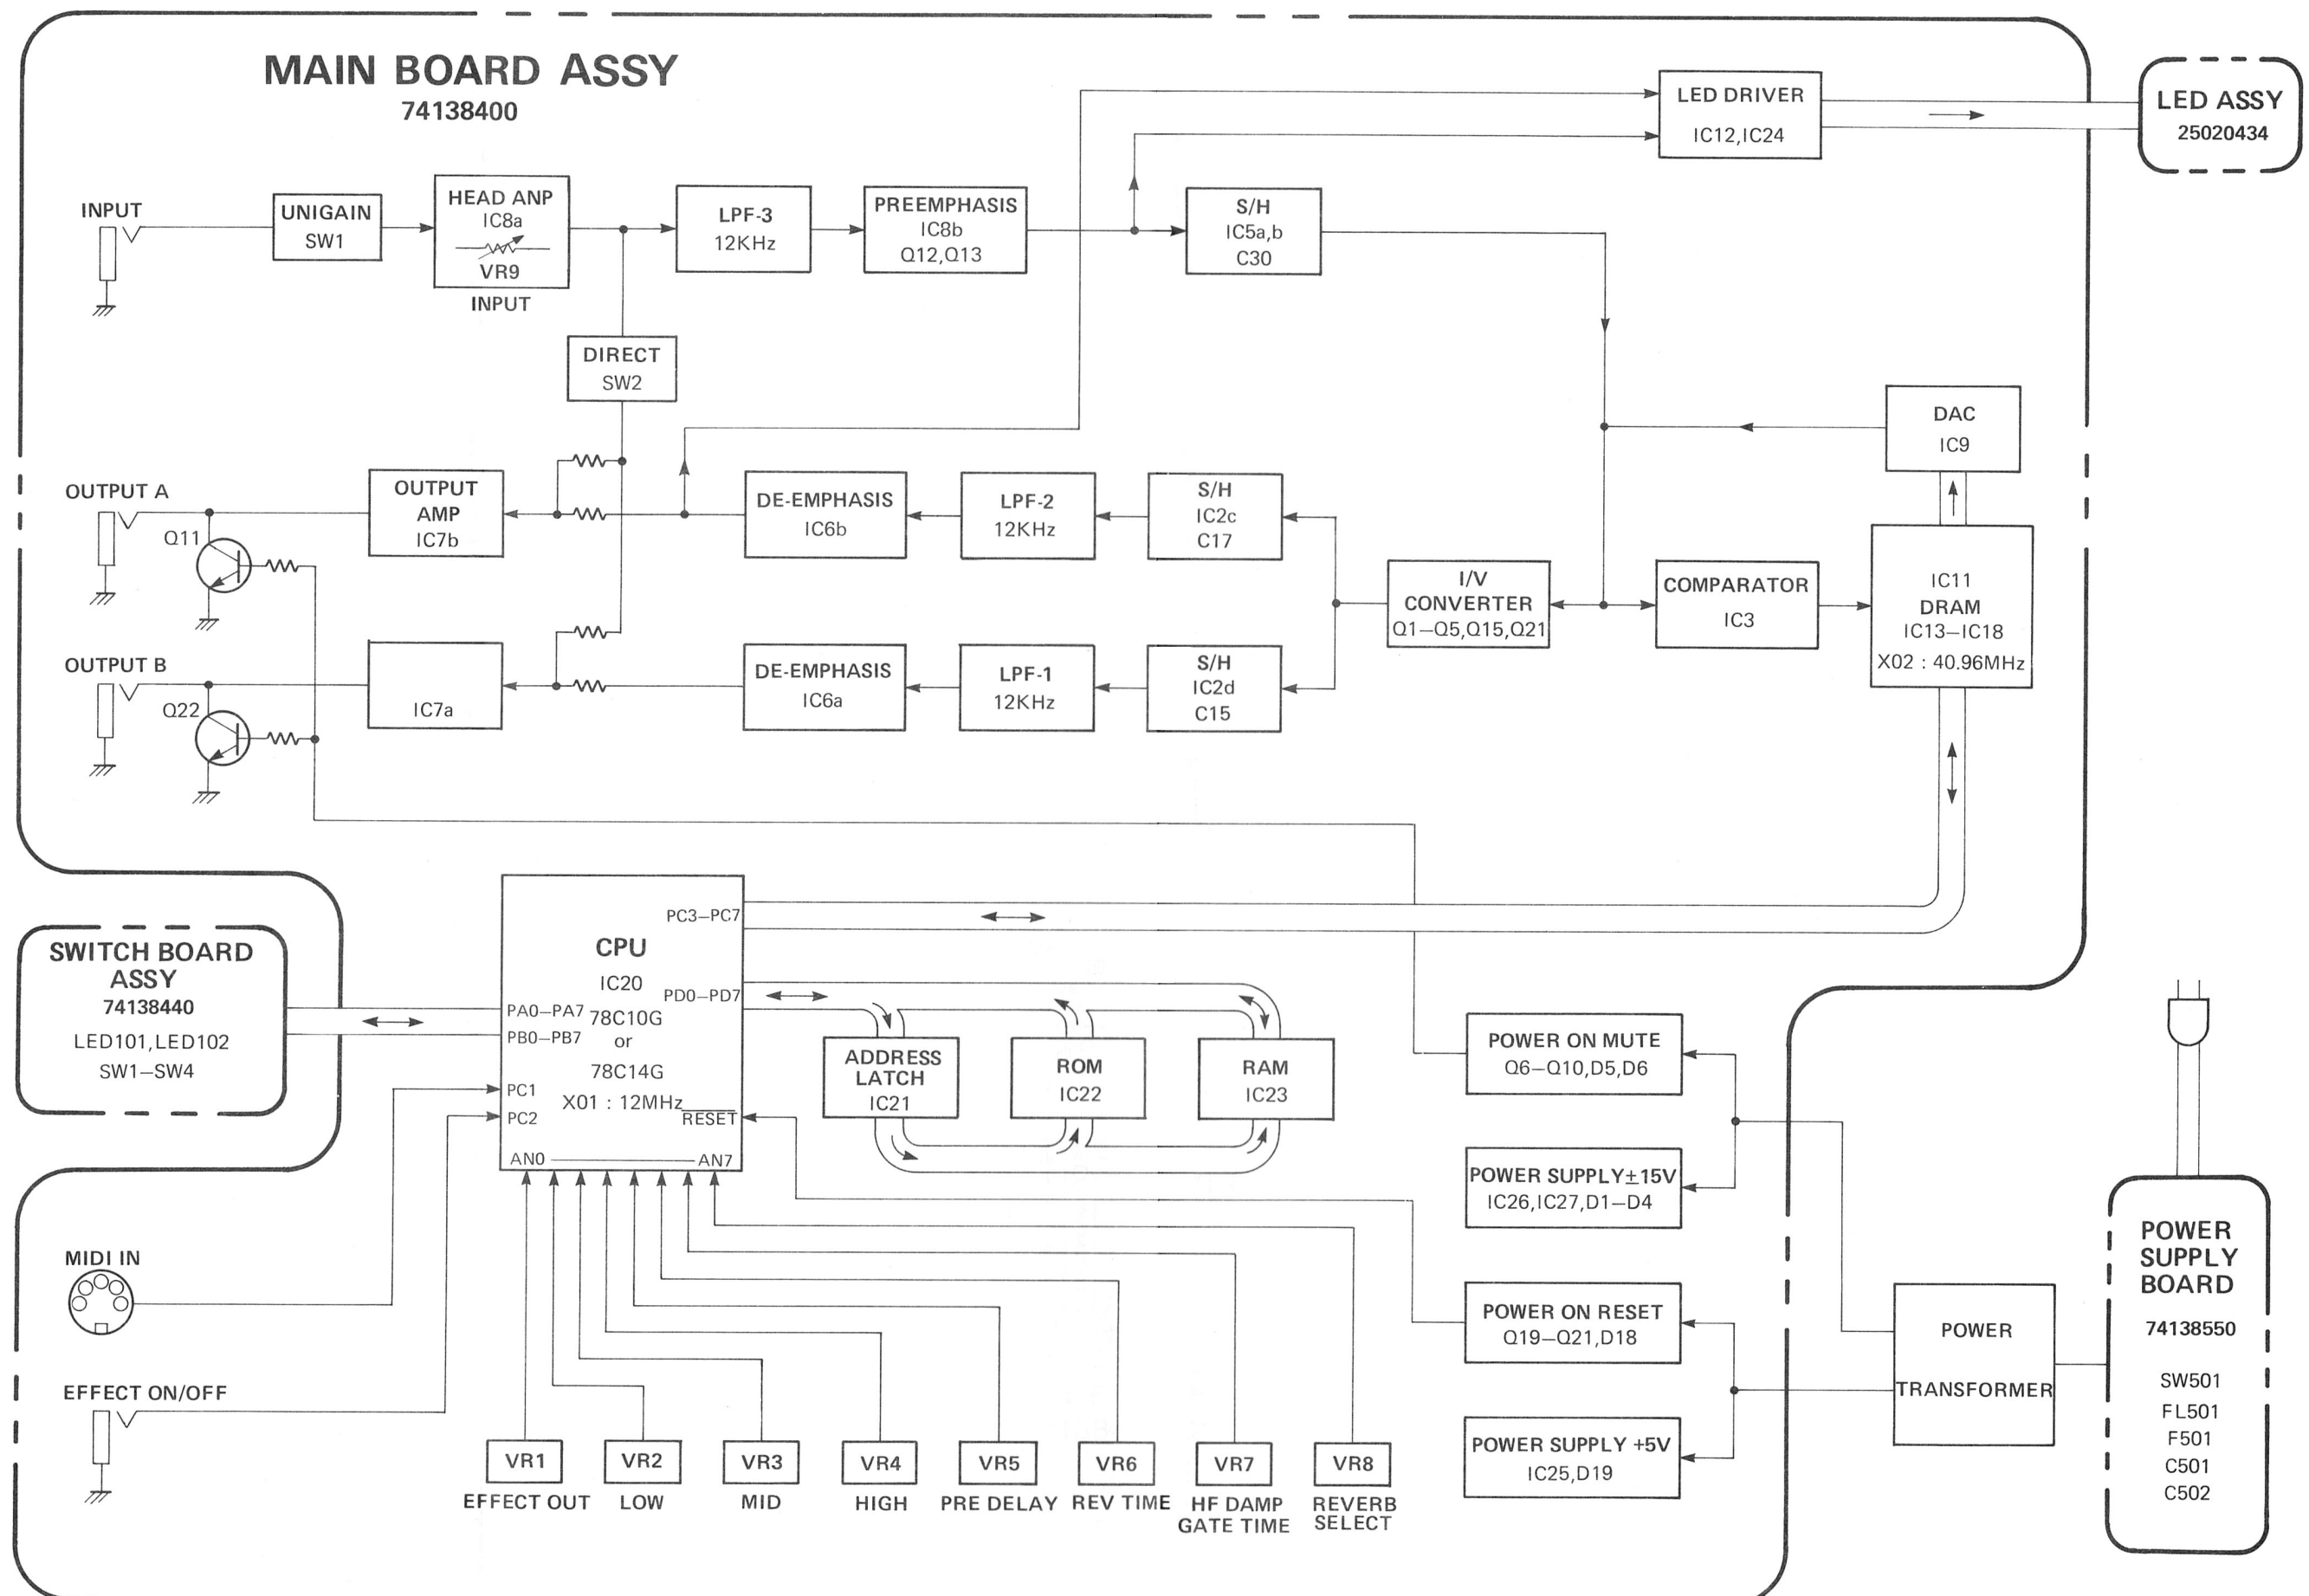 MAIN BOARD ASSY
74138400
LED DRIVER
IC12,IC24
LED ASSY
25020434
INPUT
UNIGAIN
SW1
HEAD ANP
IC8a
VR9
INPUT
LPF-3
12KHz
PREEMPHASIS
IC8b
Q12,Q13
S/H
IC5a,b
C30
DIRECT
SW2
DAC
IC9
OUTPUT A
Q11
OUTPUT
AMP
IC7b
DE-EMPHASIS
IC6b
LPF-2
12KHz
S/H
IC2c
C17
I/V
CONVERTER
Q1–Q5,Q15,Q21
COMPARATOR
IC3
IC11
DRAM
IC13–IC18
X02 : 40.96MHz
OUTPUT B
Q22
IC7a
DE-EMPHASIS
IC6a
LPF-1
12KHz
S/H
IC2d
C15
SWITCH BOARD
ASSY
74138440
LED101,LED102
SW1–SW4
CPU
IC20
78C10G
or
78C14G
X01 : 12MHz
PC3–PC7
PD0–PD7
PA0–PA7
PB0–PB7
PC1
PC2
RESET
AN0
AN7
ADDRESS
LATCH
IC21
ROM
IC22
RAM
IC23
POWER ON MUTE
Q6–Q10,D5,D6
POWER SUPPLY±15V
IC26,IC27,D1–D4
POWER ON RESET
Q19–Q21,D18
POWER SUPPLY +5V
IC25,D19
POWER
TRANSFORMER
POWER
SUPPLY
BOARD
74138550
SW501
FL501
F501
C501
C502
MIDI IN
EFFECT ON/OFF
VR1
EFFECT OUT
VR2
LOW
VR3
MID
VR4
HIGH
VR5
PRE DELAY
VR6
REV TIME
VR7
HF DAMP
GATE TIME
VR8
REVERB
SELECT